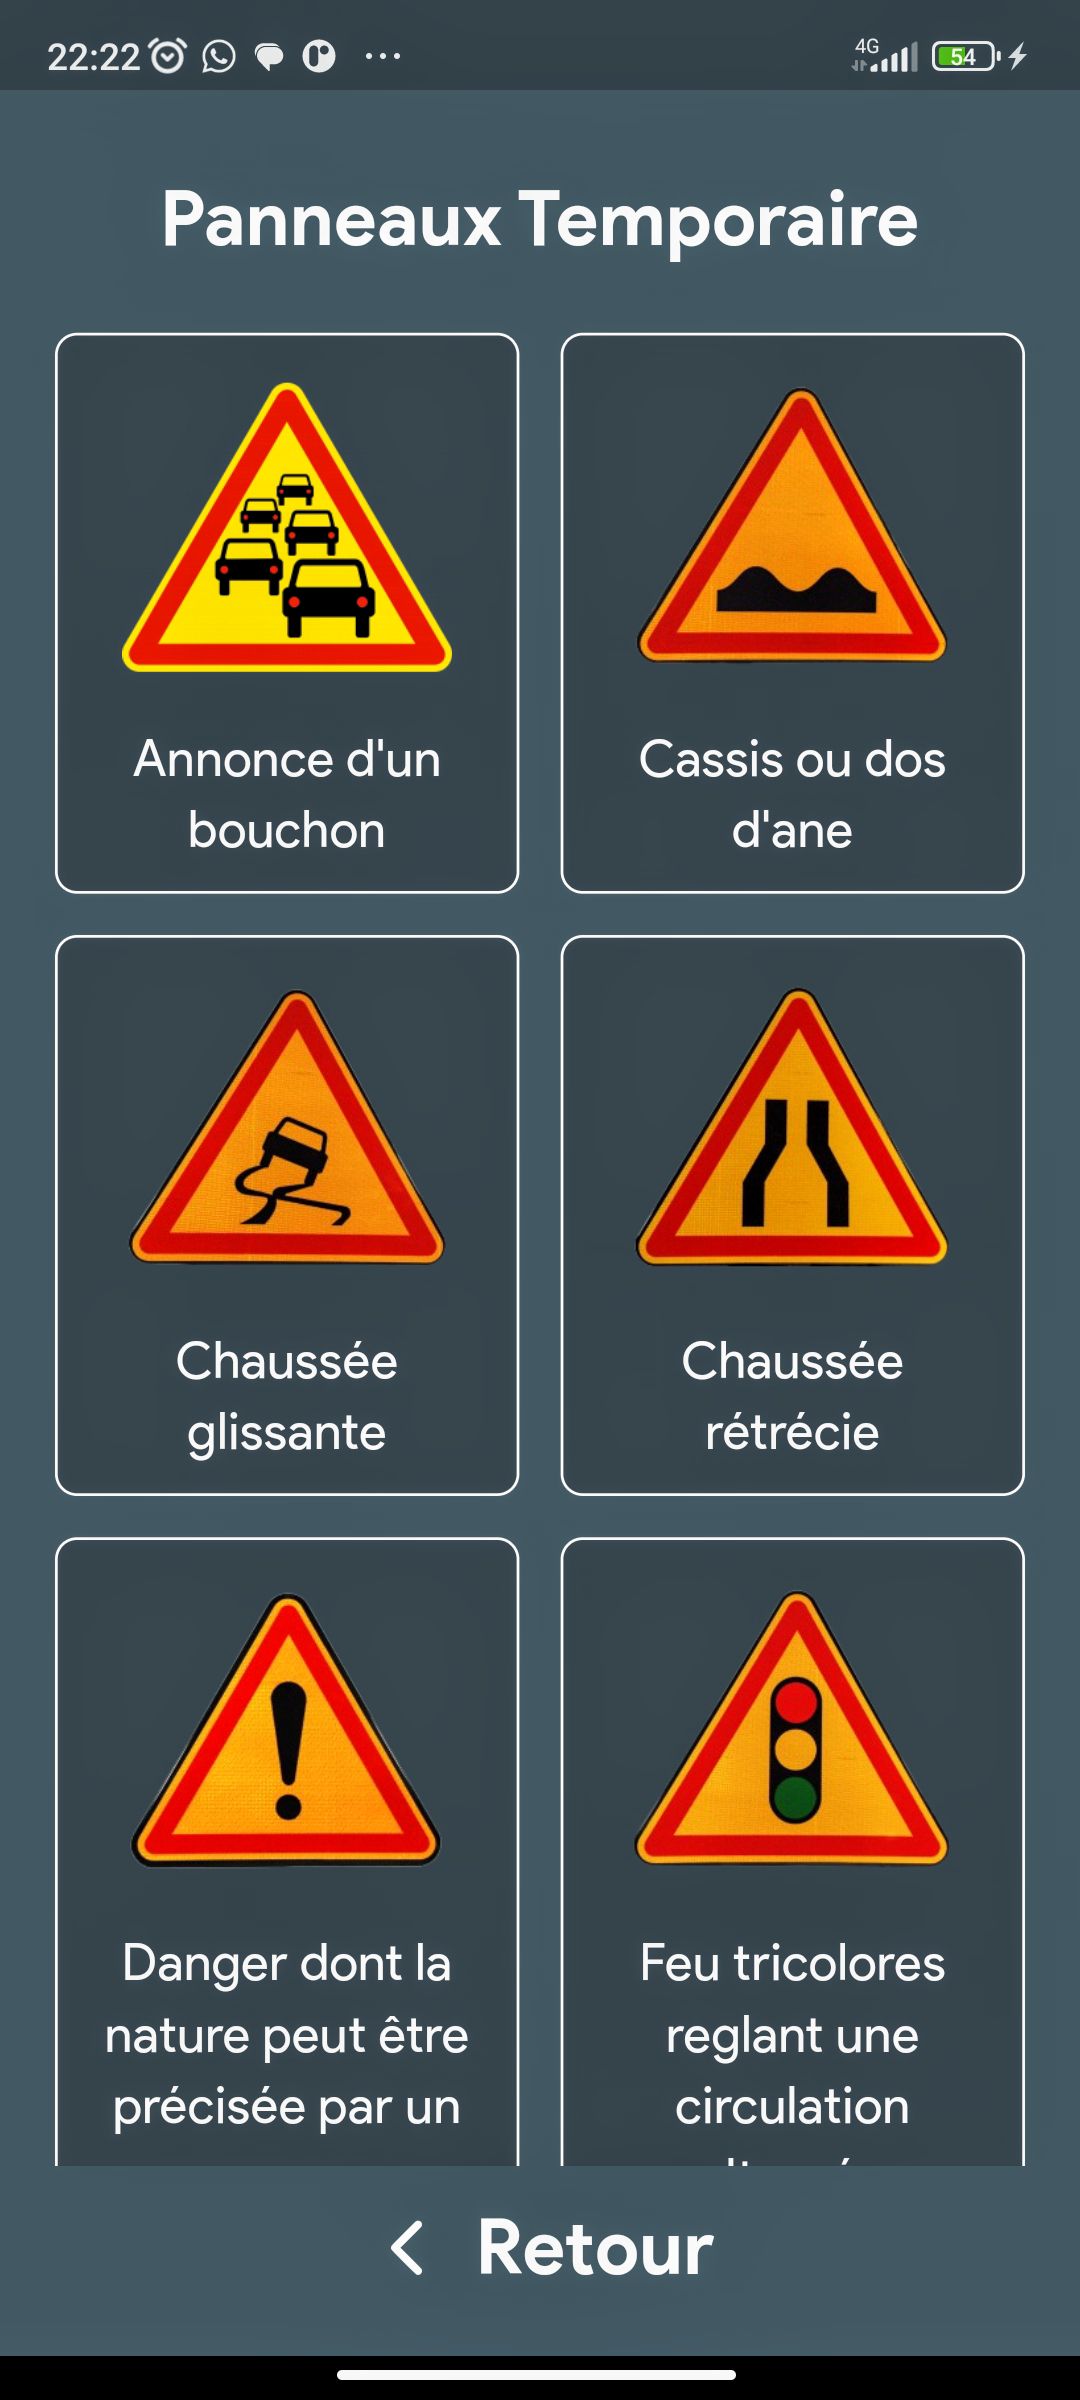 22:22
4G
54
Panneaux Temporaire
Annonce d'un
bouchon
Cassis ou dos
d'ane
Chaussée
glissante
Chaussée
rétrécie
Danger dont la
nature peut être
précisée par un
Feu tricolores
reglant une
circulation
Retour